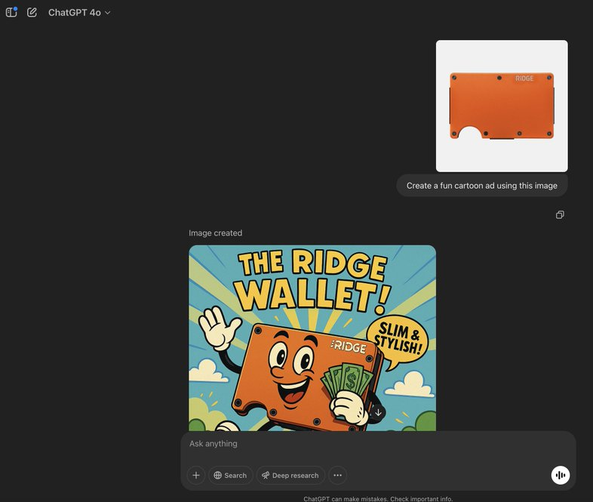 ChatGPT 4o
RIDGE
Create a fun cartoon ad using this image
Image created
THE RIDGE
WALLET!
SLIM &
STYLISH!
RIDGE
Ask anything
Search
Deep research
ChatGPT can make mistakes. Check important info.